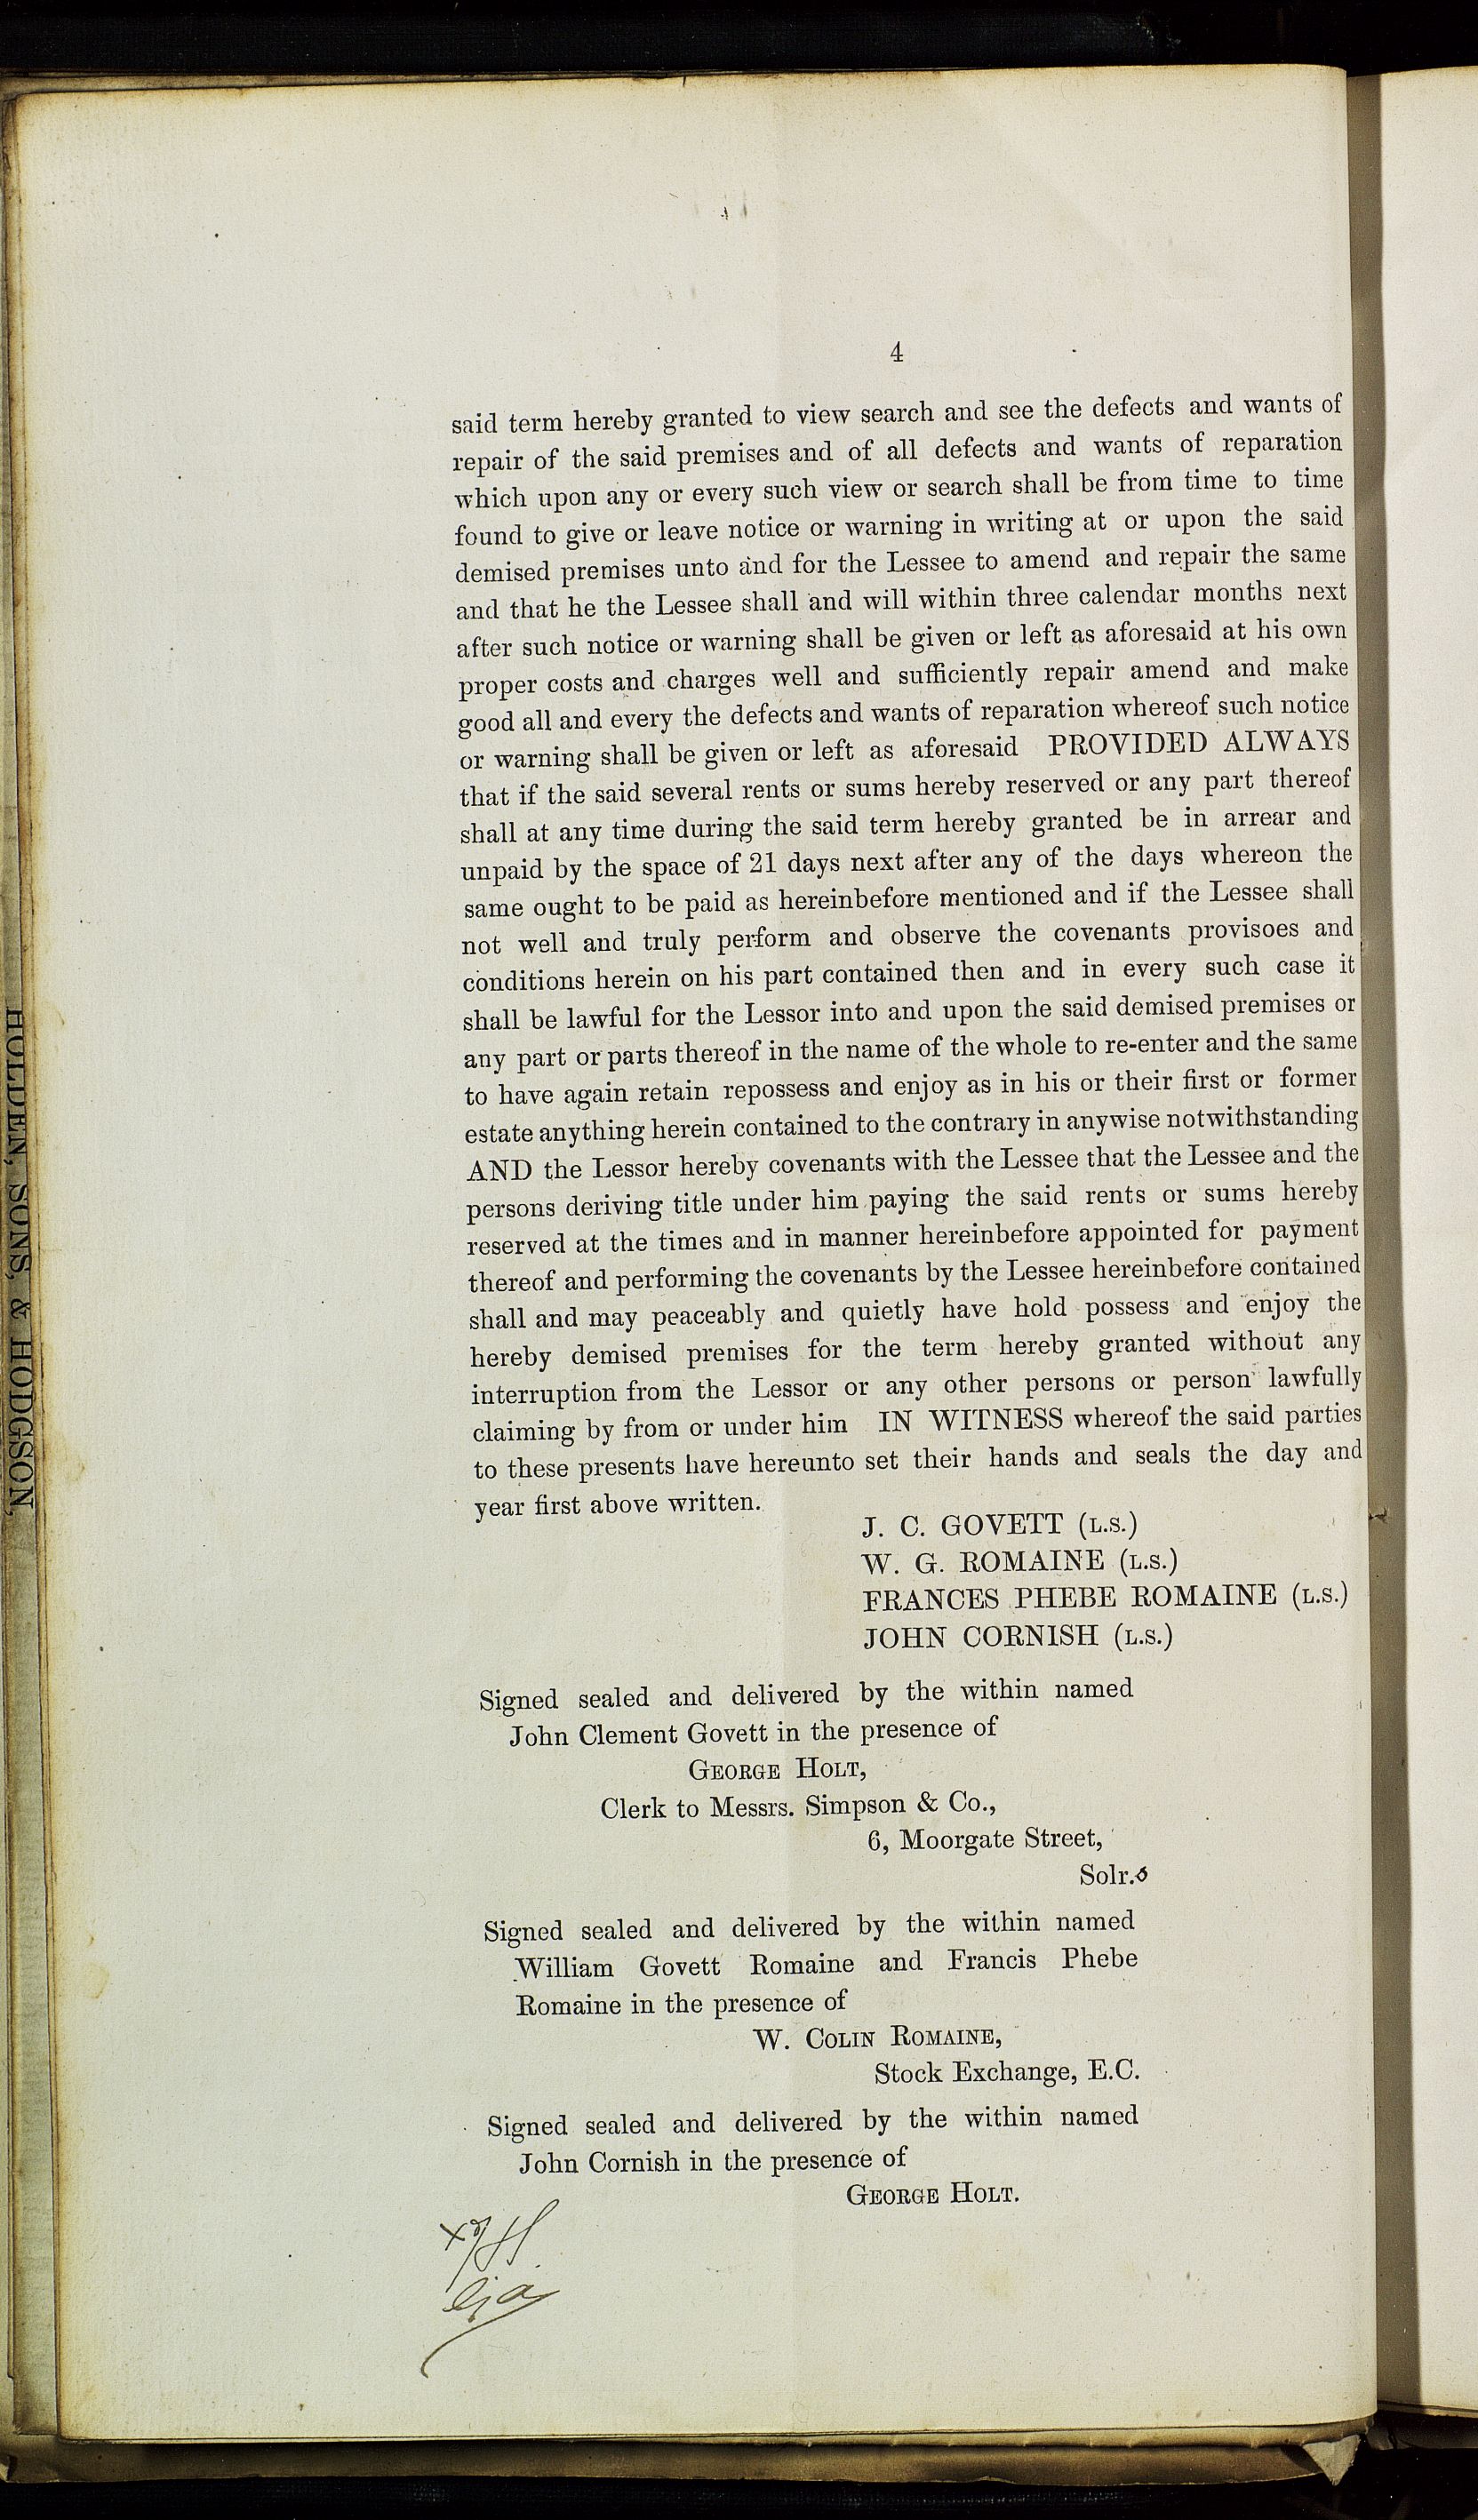 4
said term hereby granted to view search and see the defects and wants of
repair of the said premises and of all defects and wants of reparation
which upon any or every such view or search shall be from time to time
found to give or leave notice or warning in writing at or upon the said
demised premises unto and for the Lessee to amend and repair the same
and that he the Lessee shall and will within three calendar months next
after such notice or warning shall be given or left as aforesaid at his own
proper costs and charges well and sufficiently repair amend and make
good all and every the defects and wants of reparation whereof such notice
or warning shall be given or left as aforesaid PROVIDED ALWAYS
that if the said several rents or sums hereby reserved or any part thereof
shall at any time during the said term hereby granted be in arrear and
unpaid by the space of 21 days next after any of the days whereon the
same ought to be paid as hereinbefore mentioned and if the Lessee shall
not well and truly perform and observe the covenants provisoes and
conditions herein on his part contained then and in every such case it
shall be lawful for the Lessor into and upon the said demised premises or
any part or parts thereof in the name of the whole to re-enter and the same
to have again retain repossess and enjoy as in his or their first or former
estate anything herein contained to the contrary in anywise notwithstanding
AND the Lessor hereby covenants with the Lessee that the Lessee and the
persons deriving title under him paying the said rents or sums hereby
reserved at the times and in manner hereinbefore appointed for payment
thereof and performing the covenants by the Lessee hereinbefore contained
shall and may peaceably and quietly have hold possess and enjoy the
hereby demised premises for the term hereby granted without any
interruption from the Lessor or any other persons or person lawfully
claiming by from or under him IN WITNESS whereof the said parties
to these presents have hereunto set their hands and seals the day and
year first above written.
J. C. GOVETT (L.S.)
W. G. ROMAINE (L.S.)
FRANCES PHEBE ROMAINE (L.S.)
JOHN CORNISH (L.S.)
Signed sealed and delivered by the within named
John Clement Govett in the presence of
GEORGE HOLT,
Clerk to Messrs. Simpson & Co.,
6, Moorgate Street,
Solr.s
Signed sealed and delivered by the within named
William Govett Romaine and Francis Phebe
Romaine in the presence of
W. COLIN ROMAINE,
Stock Exchange, E.C.
Signed sealed and delivered by the within named
John Cornish in the presence of
GEORGE HOLT.
HOLDEN, SONS, & HODGSON,